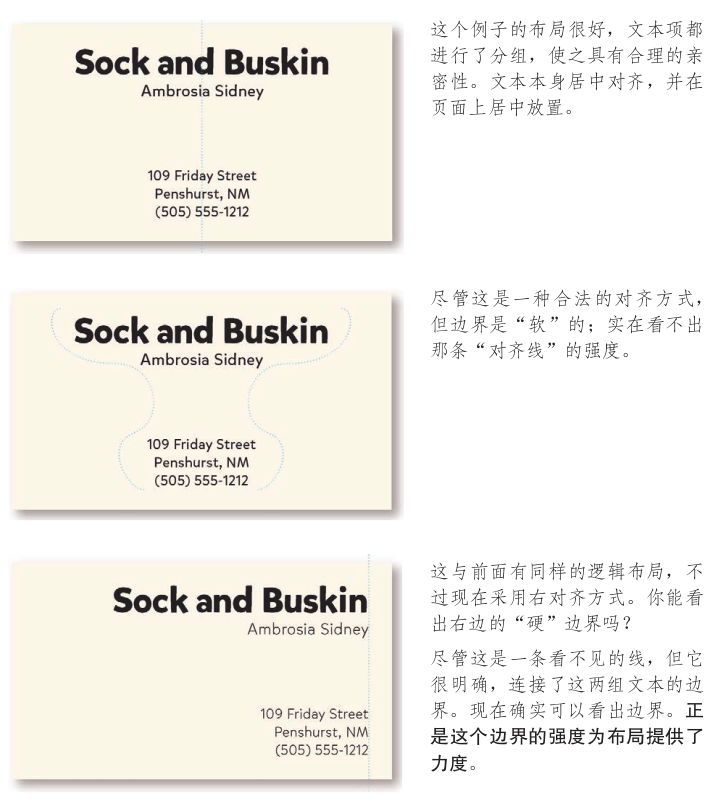 Sock and Buskin
Ambrosia Sidney
109 Friday Street
Penshurst, NM
(505) 555-1212
这个例子的布局很好，文本项都
进行了分组，使之具有合理的亲
密性。文本本身居中对齐，并在
页面上居中放置。
Sock and Buskin
Ambrosia Sidney
109 Friday Street
Penshurst, NM
(505) 555-1212
尽管这是一种合法的对齐方式，
但边界是“软”的；实在看不出
那条“对齐线”的强度。
Sock and Buskin
Ambrosia Sidney
109 Friday Street
Penshurst, NM
(505) 555-1212
这与前面有同样的逻辑布局，不
过现在采用右对齐方式。你能看
出右边的“硬”边界吗？
尽管这是一条看不见的线，但它
很明确，连接了这两组文本的边
界。现在确实可以看出边界。正
是这个边界的强度为布局提供了
力度。